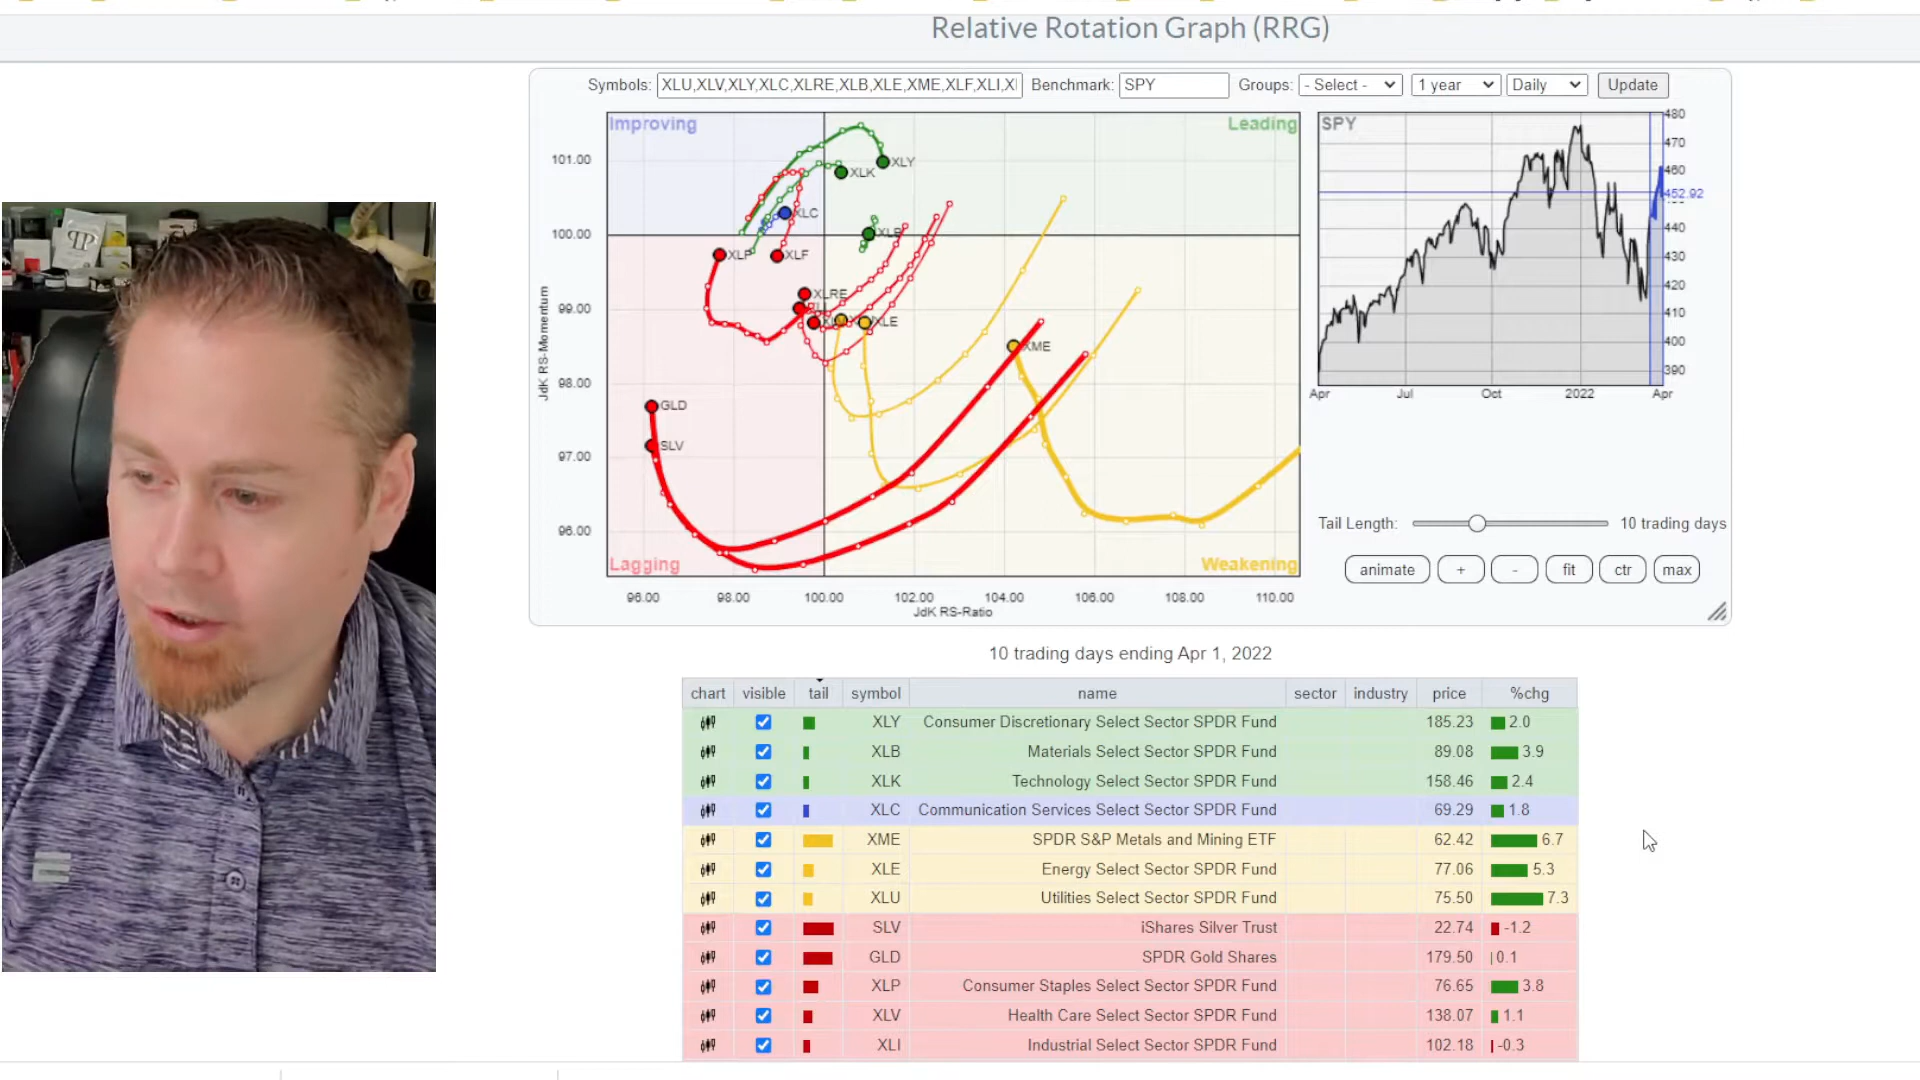 Relative Rotation Graph (RRG)
Symbols: XLU,XLV,XLY,XLC,XLRE,XLB,XLE,XME,XLF,XLI,X Benchmark: SPY Groups: - Select - 1 year Daily Update
Improving Leading
Lagging Weakening
XLY
XLK
XLC
XLB
XLP
XLF
XLRE
XLE
XME
GLD
SLV
101.00
100.00
99.00
98.00
97.00
96.00
JdK RS-Momentum
96.00 98.00 100.00 102.00 104.00 106.00 108.00 110.00
JdK RS-Ratio
SPY
480
470
460
452.92
440
430
420
410
400
390
Apr Jul Oct 2022 Apr
Tail Length: 10 trading days
animate + - fit ctr max
10 trading days ending Apr 1, 2022
chart visible tail symbol name sector industry price %chg
XLY Consumer Discretionary Select Sector SPDR Fund 185.23 2.0
XLB Materials Select Sector SPDR Fund 89.08 3.9
XLK Technology Select Sector SPDR Fund 158.46 2.4
XLC Communication Services Select Sector SPDR Fund 69.29 1.8
XME SPDR S&P Metals and Mining ETF 62.42 6.7
XLE Energy Select Sector SPDR Fund 77.06 5.3
XLU Utilities Select Sector SPDR Fund 75.50 7.3
SLV iShares Silver Trust 22.74 -1.2
GLD SPDR Gold Shares 179.50 0.1
XLP Consumer Staples Select Sector SPDR Fund 76.65 3.8
XLV Health Care Select Sector SPDR Fund 138.07 1.1
XLI Industrial Select Sector SPDR Fund 102.18 -0.3